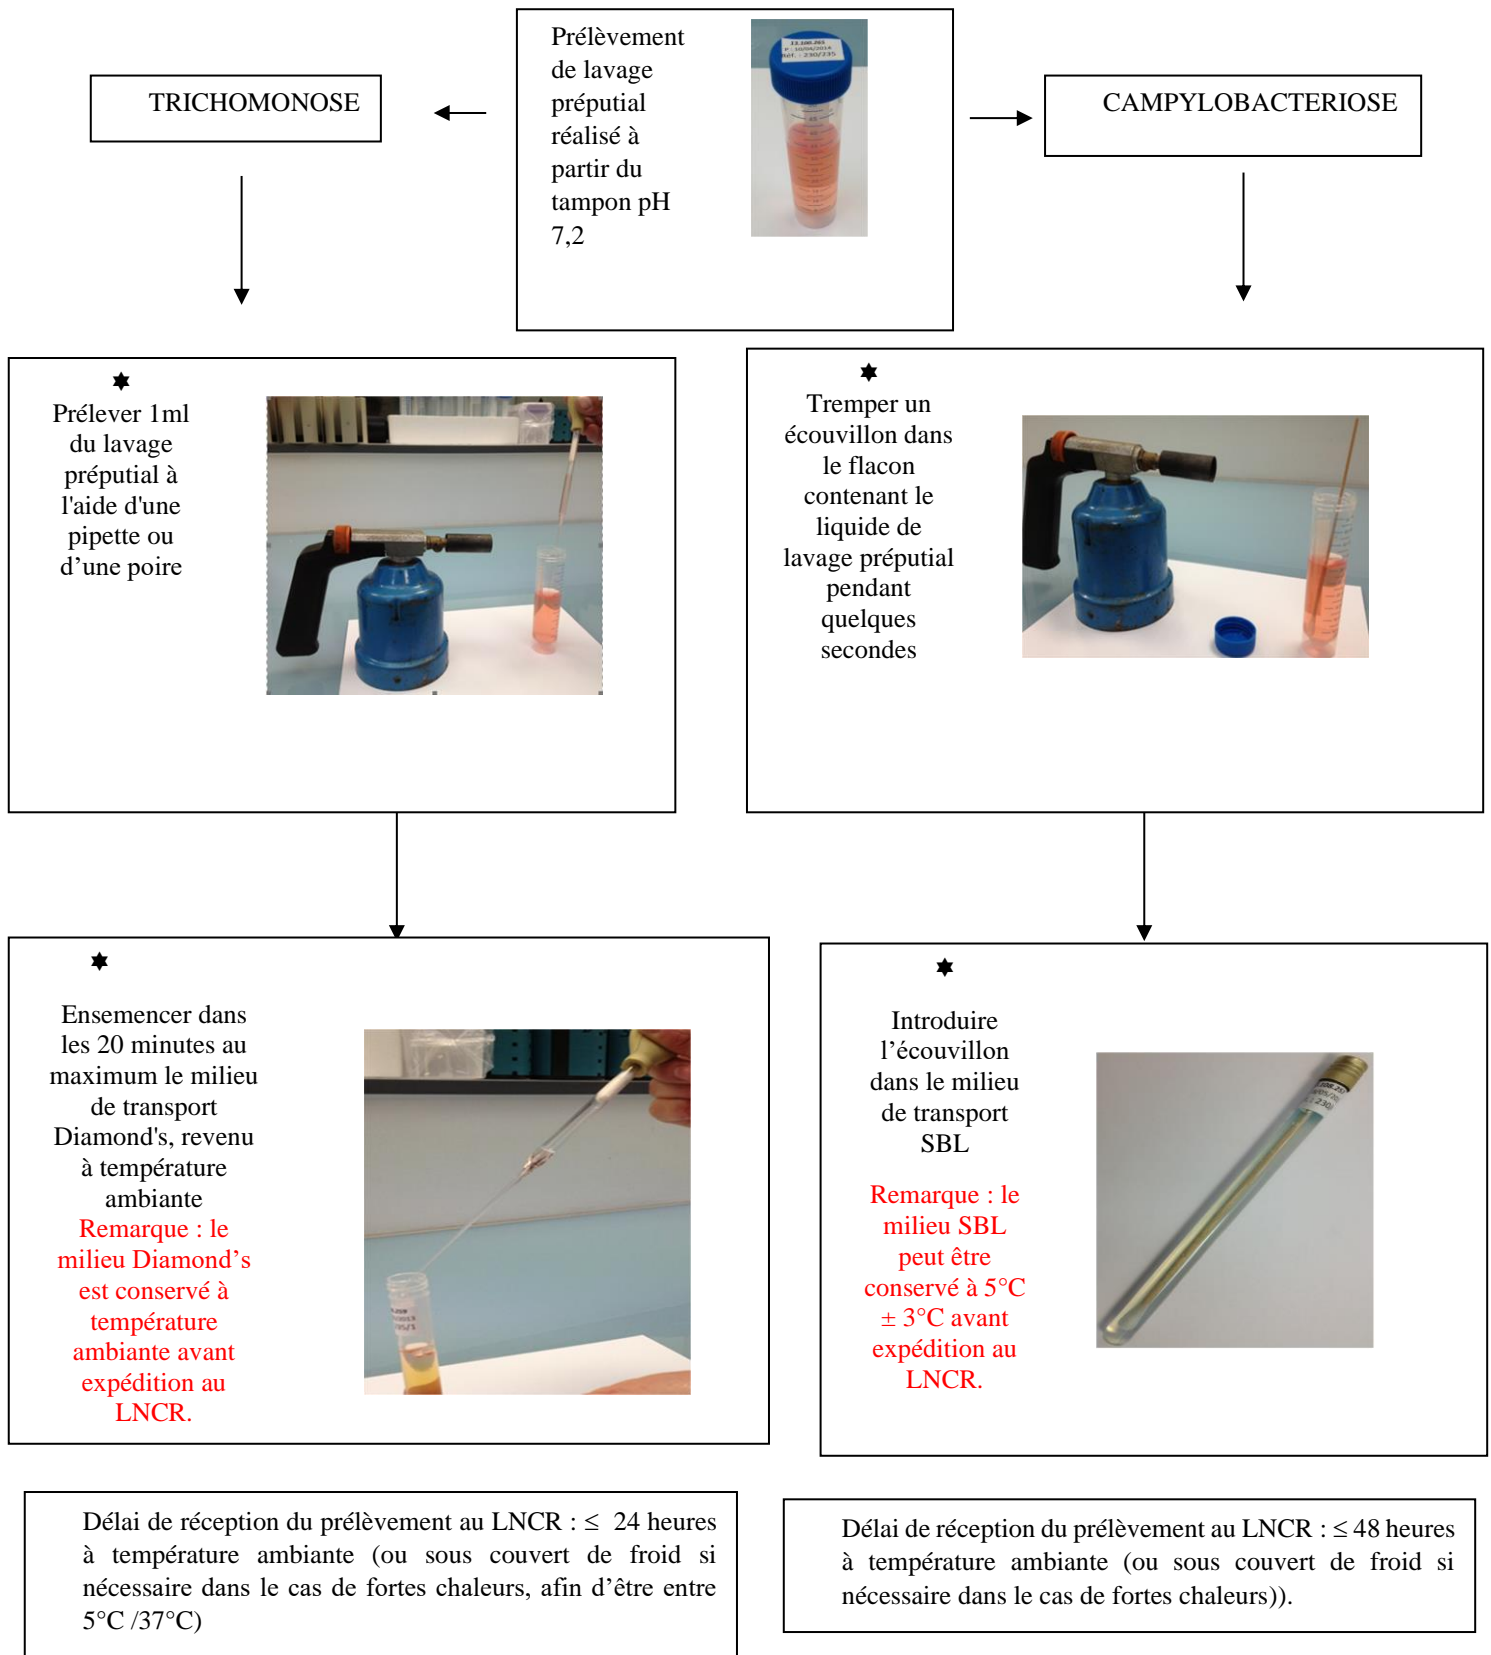 Prélèvement
de lavage
préputial
réalisé à
partir du
tampon pH
7,2
P : 10/04/2014
Réf. : 230/235
TRICHOMONOSE
CAMPYLOBACTERIOSE
Prélever 1ml
du lavage
préputial à
l'aide d'une
pipette ou
d’une poire
Tremper un
écouvillon dans
le flacon
contenant le
liquide de
lavage préputial
pendant
quelques
secondes
Ensemencer dans
les 20 minutes au
maximum le milieu
de transport
Diamond's, revenu
à température
ambiante
Remarque : le
milieu Diamond’s
est conservé à
température
ambiante avant
expédition au
LNCR.
Introduire
l’écouvillon
dans le milieu
de transport
SBL
Remarque : le
milieu SBL
peut être
conservé à 5°C
± 3°C avant
expédition au
LNCR.
Délai de réception du prélèvement au LNCR : ≤ 24 heures
à température ambiante (ou sous couvert de froid si
nécessaire dans le cas de fortes chaleurs, afin d’être entre
5°C /37°C)
Délai de réception du prélèvement au LNCR : ≤ 48 heures
à température ambiante (ou sous couvert de froid si
nécessaire dans le cas de fortes chaleurs)).